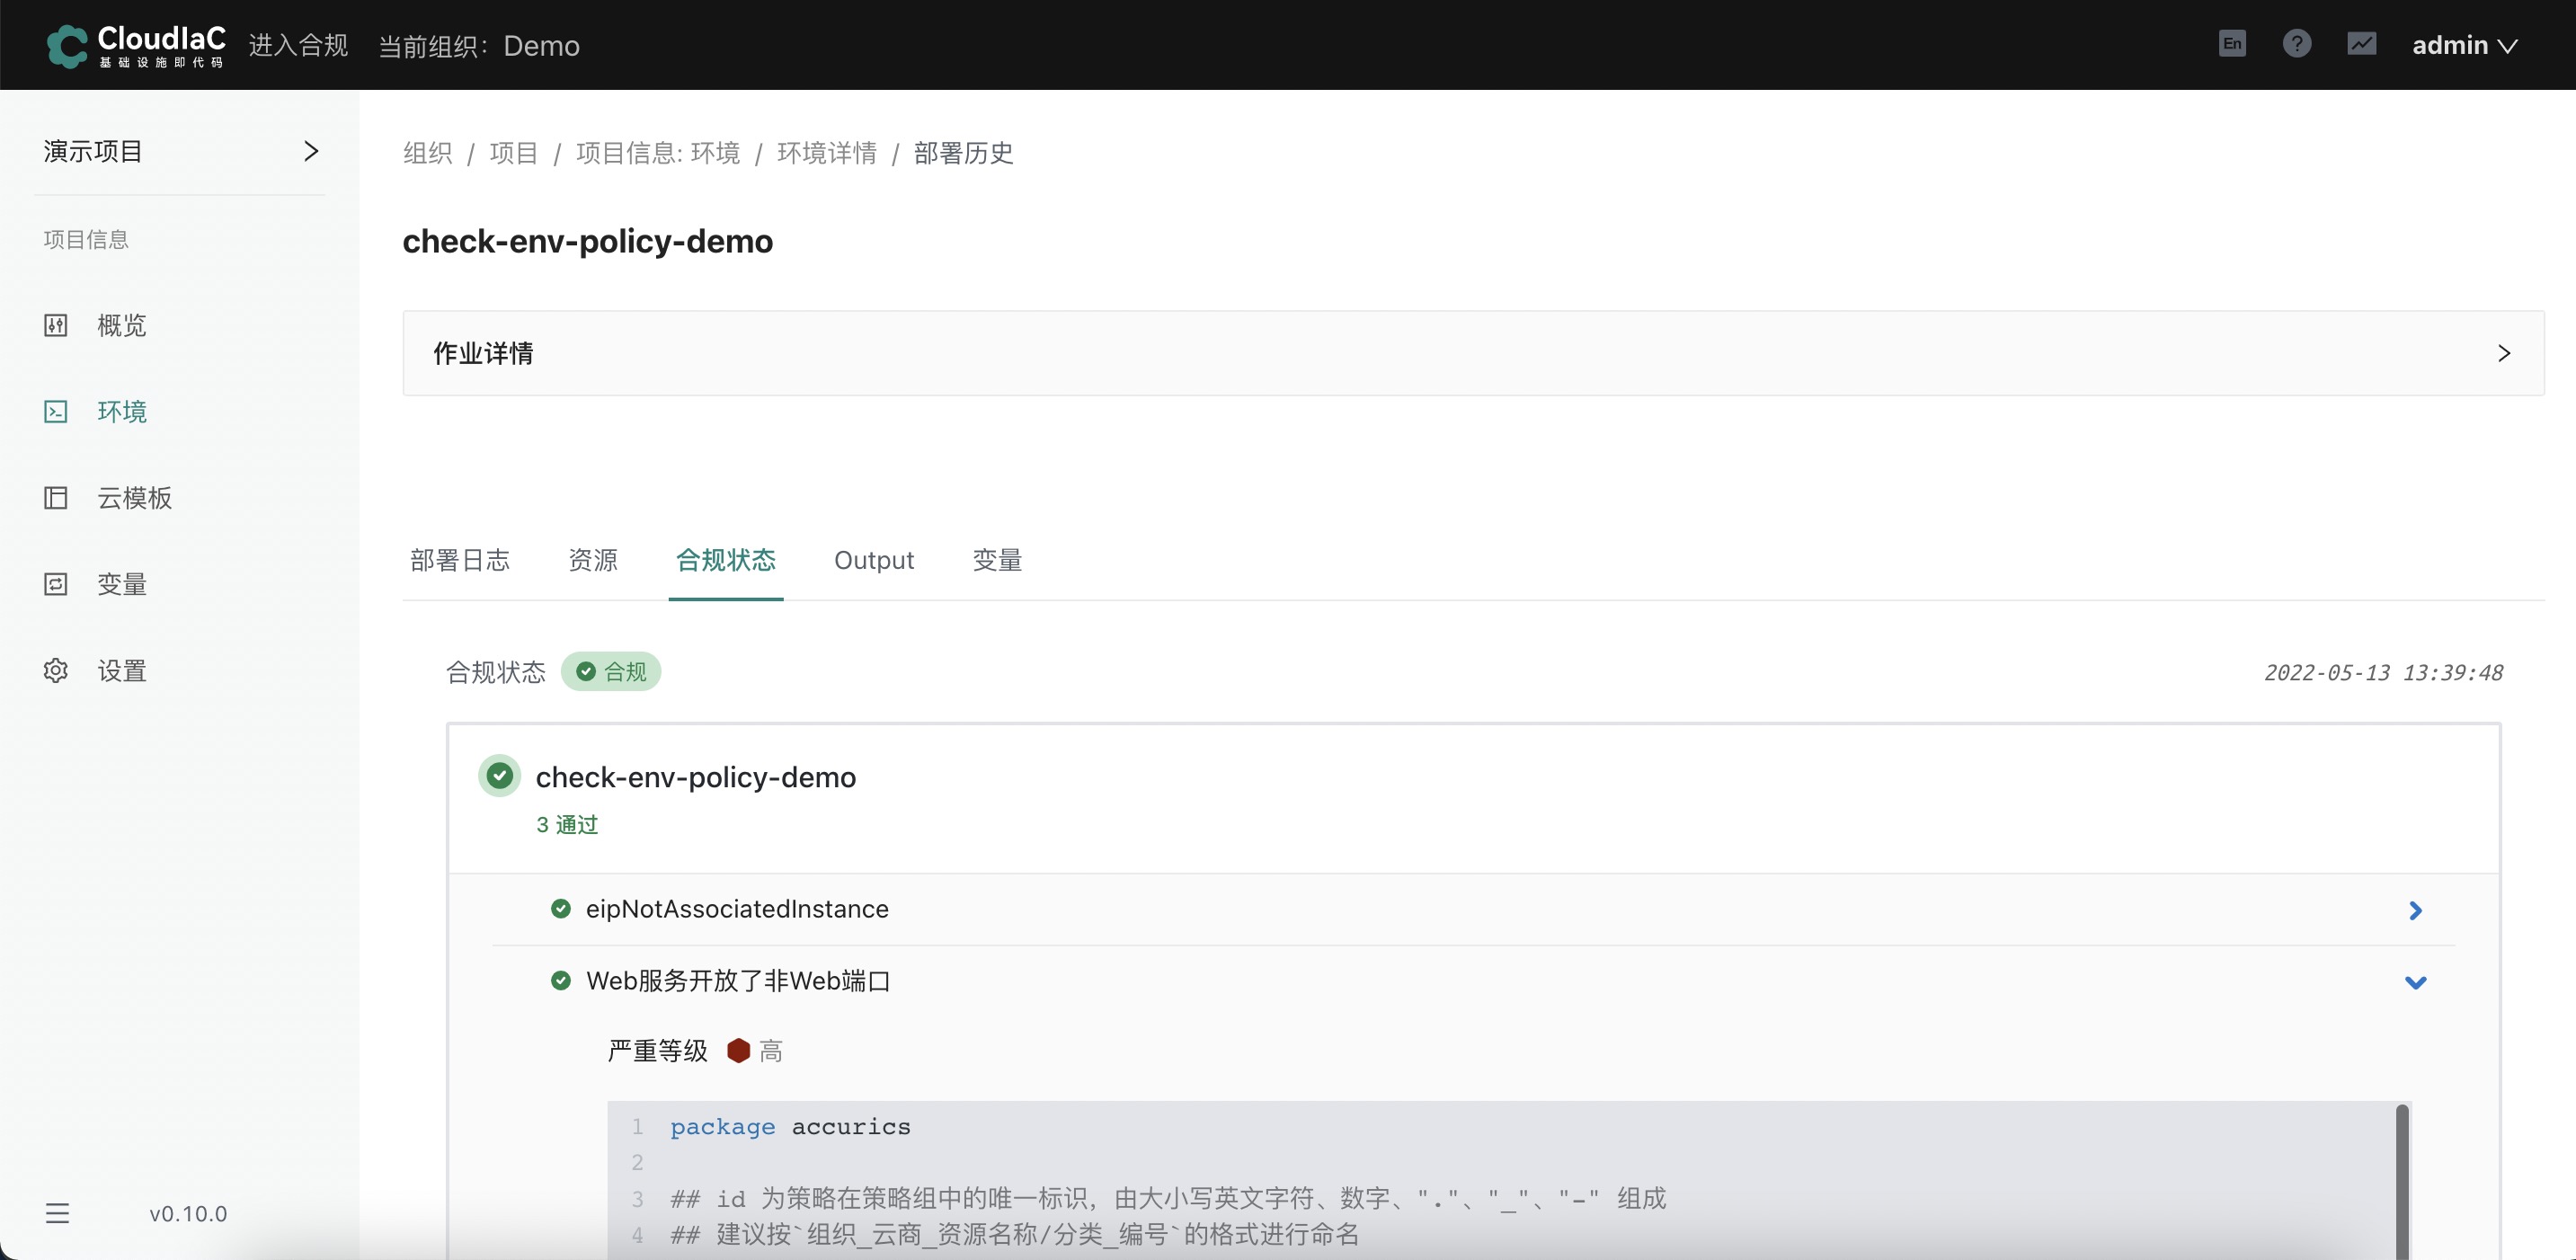 CloudIaC
基础设施即代码
进入合规
当前组织： Demo
En
?
admin
演示项目
项目信息
概览
环境
云模板
变量
设置
v0.10.0
组织 / 项目 / 项目信息: 环境 / 环境详情 / 部署历史
check-env-policy-demo
作业详情
部署日志 资源 合规状态 Output 变量
合规状态 合规 2022-05-13 13:39:48
check-env-policy-demo
3 通过
eipNotAssociatedInstance
Web服务开放了非Web端口
严重等级 高
1 package accurics
2
3 ## id 为策略在策略组中的唯一标识，由大小写英文字符、数字、"."、"_"、"-" 组成
4 ## 建议按`组织_云商_资源名称/分类_编号`的格式进行命名